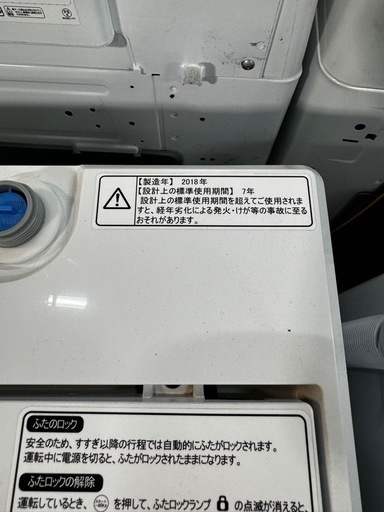 【製造年】 2018年
【設計上の標準使用期間】 7年
設計上の標準使用期間を超えてご使用されま
すと、経年劣化による発火・けが等の事故に至る
おそれがあります。
ふたのロック
安全のため、すすぎ以降の行程では自動的にふたがロックされます。
運転中に電源を切ると、ふたがロックされたままになります。
ふたロックの解除
運転しているとき、 を押して、ふたロックランプ の点滅が消えると、